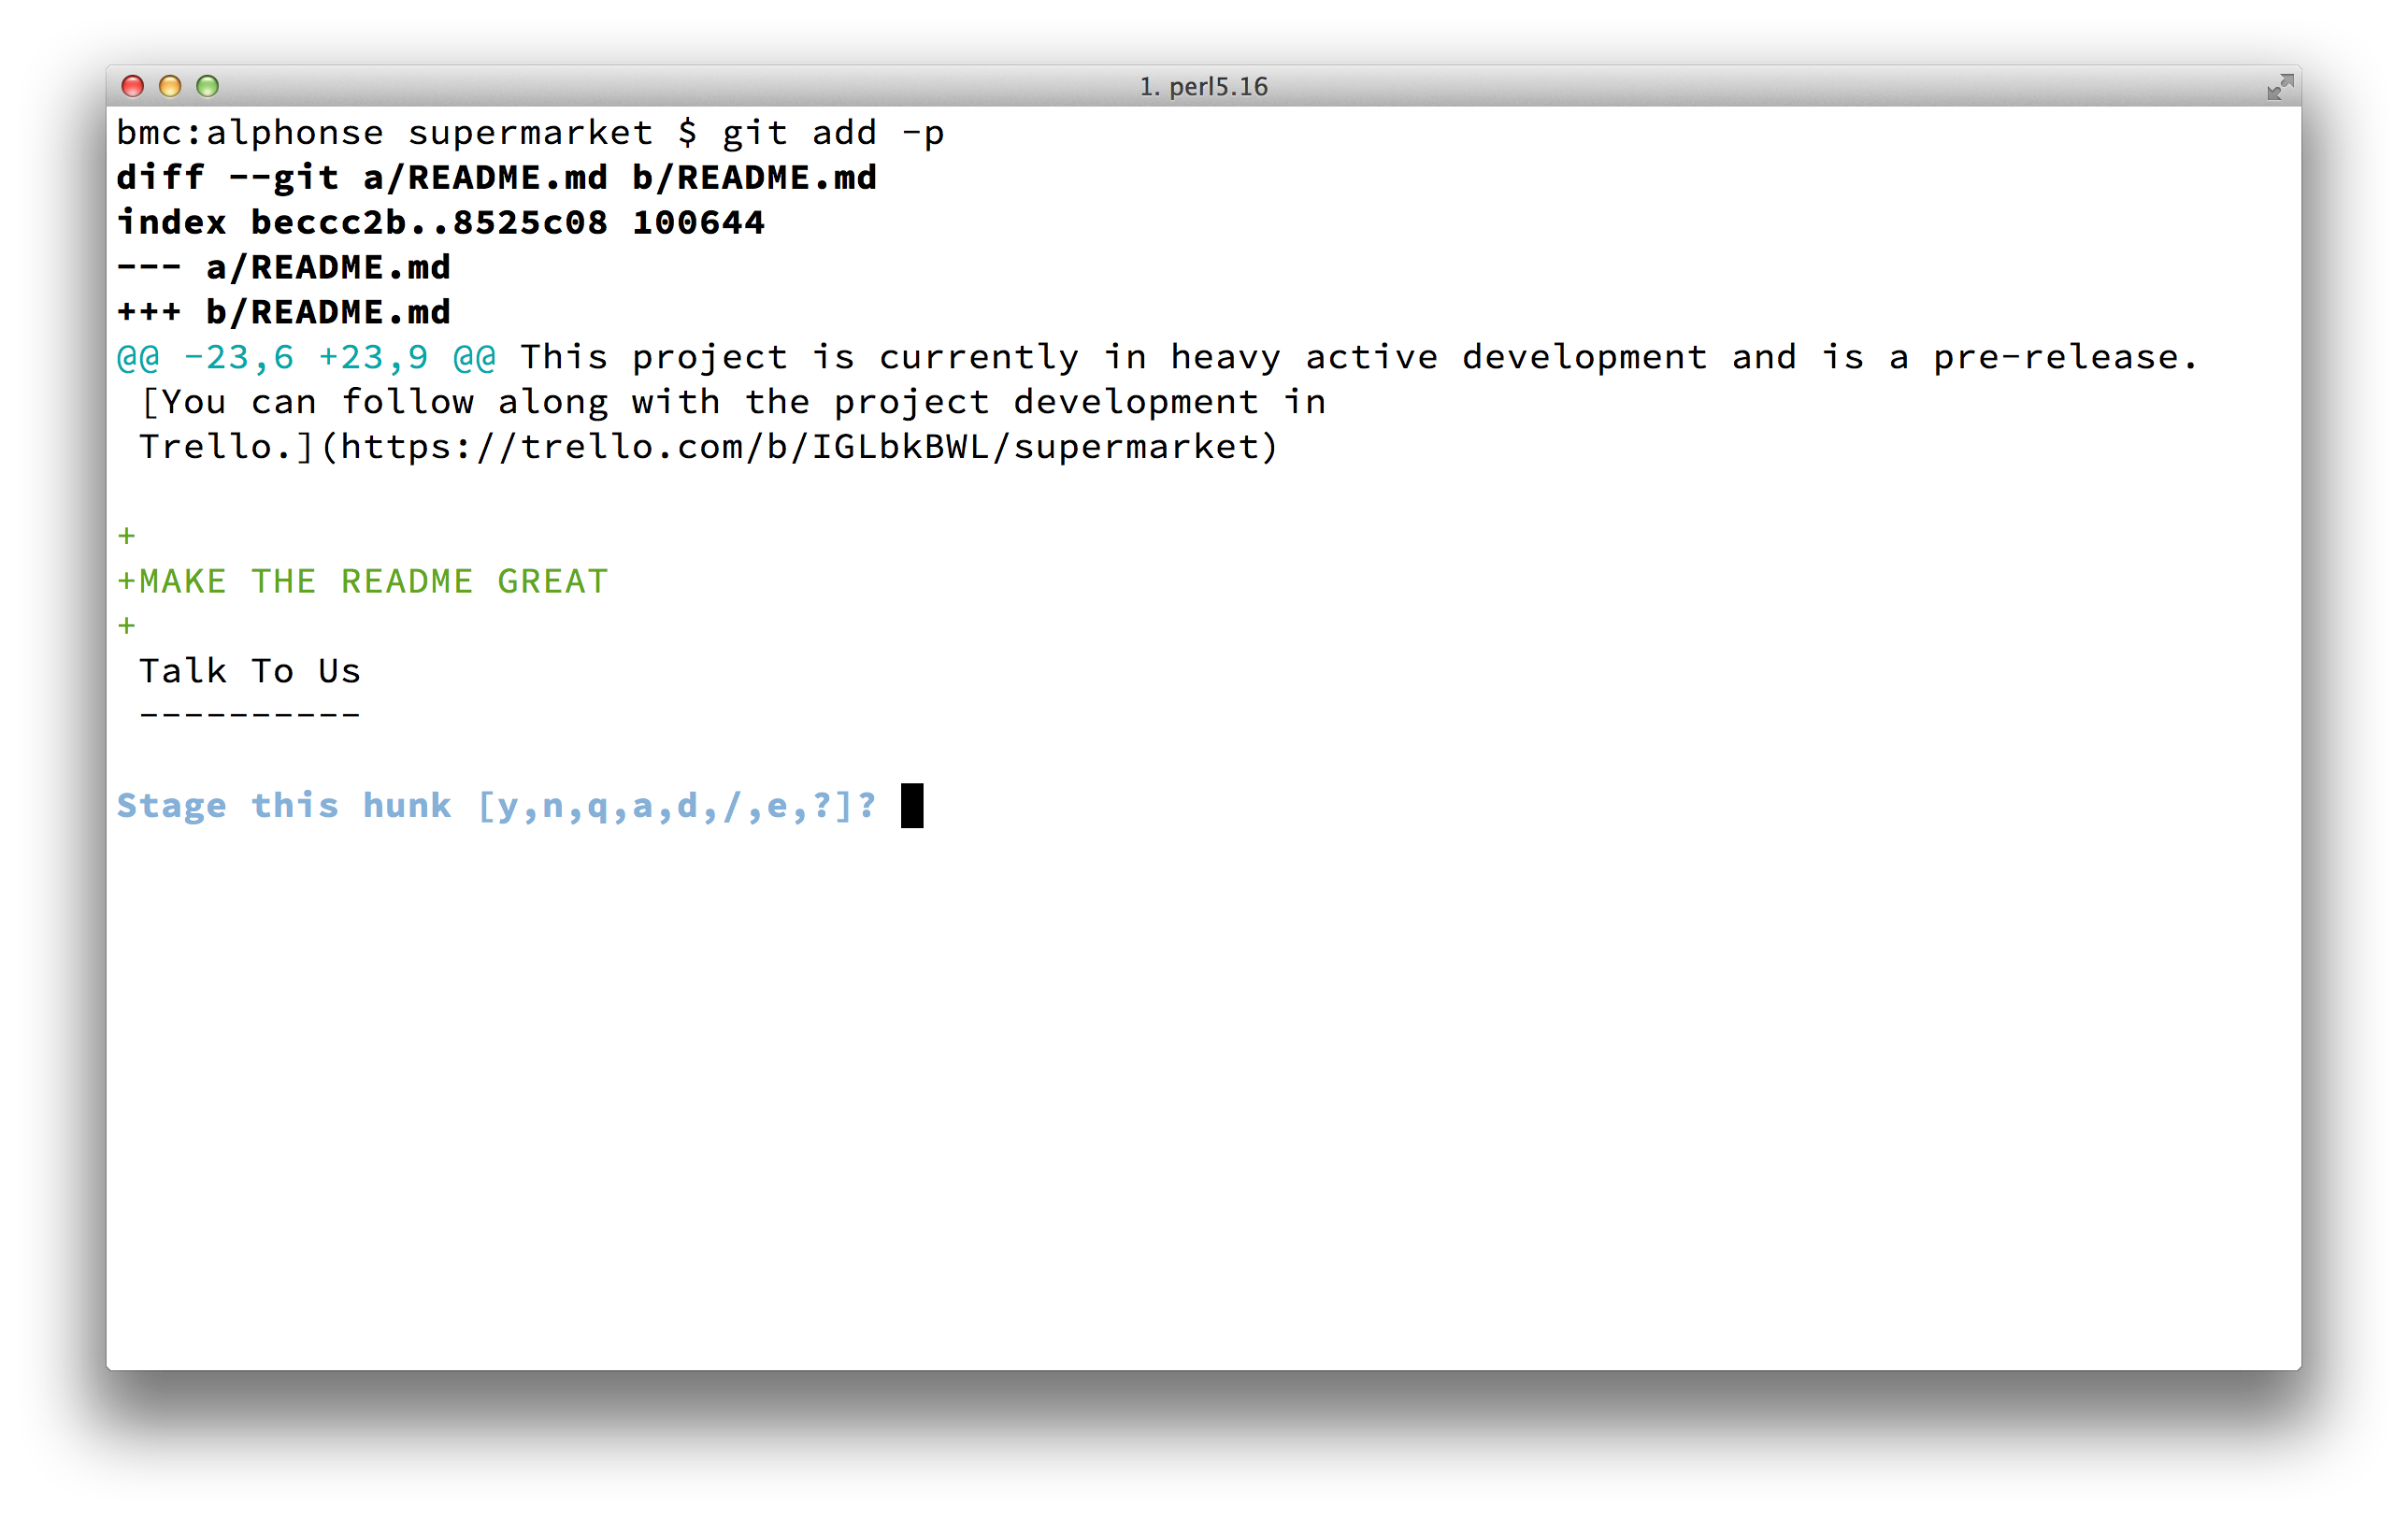 1. perl5.16
bmc:alphonse supermarket $ git add -p
diff --git a/README.md b/README.md
index beccc2b..8525c08 100644
--- a/README.md
+++ b/README.md
@@ -23,6 +23,9 @@ This project is currently in heavy active development and is a pre-release.
 [You can follow along with the project development in
 Trello.](https://trello.com/b/IGLbkBWL/supermarket)

+
+MAKE THE README GREAT
+
 Talk To Us
 ----------

Stage this hunk [y,n,q,a,d,/,e,?]?